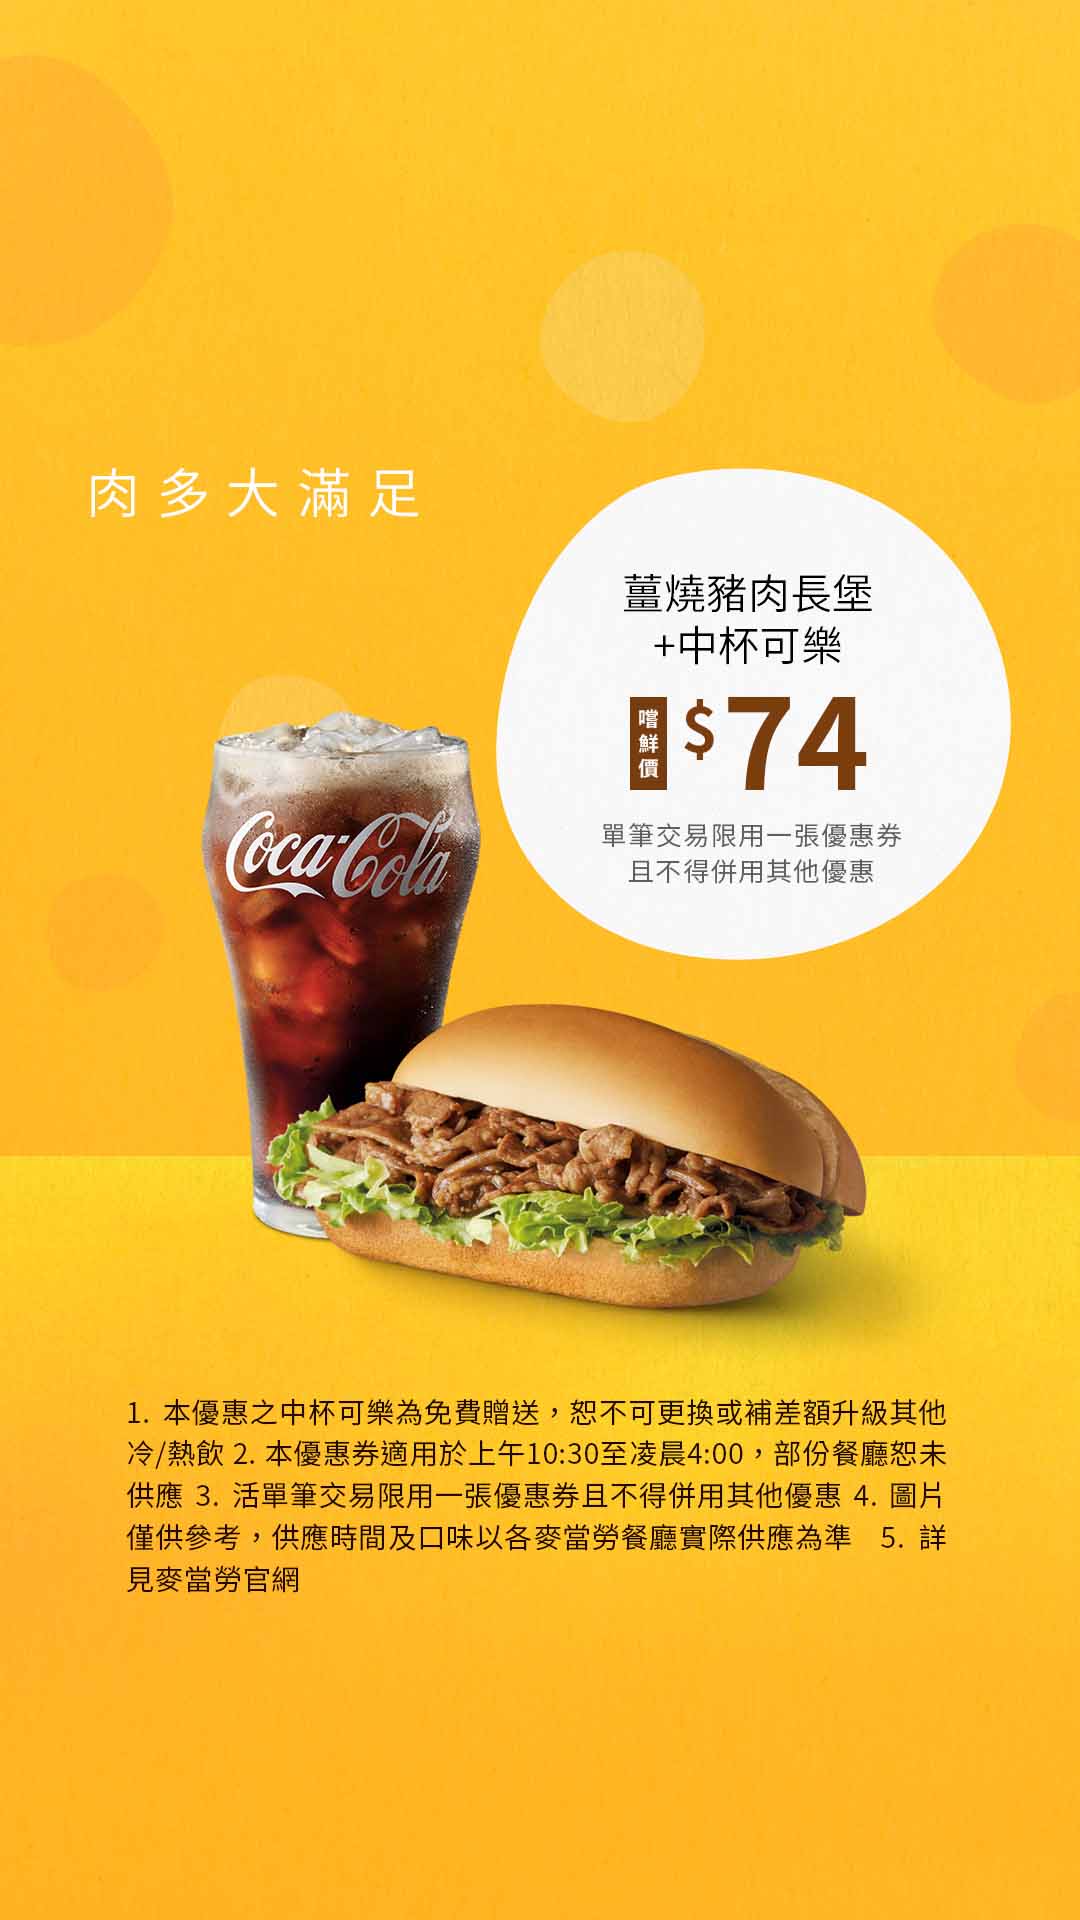 肉多大滿足
薑燒豬肉長堡
+中杯可樂
嚐鮮價 $74
單筆交易限用一張優惠券
且不得併用其他優惠
Coca-Cola
1. 本優惠之中杯可樂為免費贈送，恕不可更換或補差額升級其他
冷/熱飲 2. 本優惠券適用於上午10:30至凌晨4:00，部份餐廳恕未
供應 3. 活單筆交易限用一張優惠券且不得併用其他優惠 4. 圖片
僅供參考，供應時間及口味以各麥當勞餐廳實際供應為準　5. 詳
見麥當勞官網